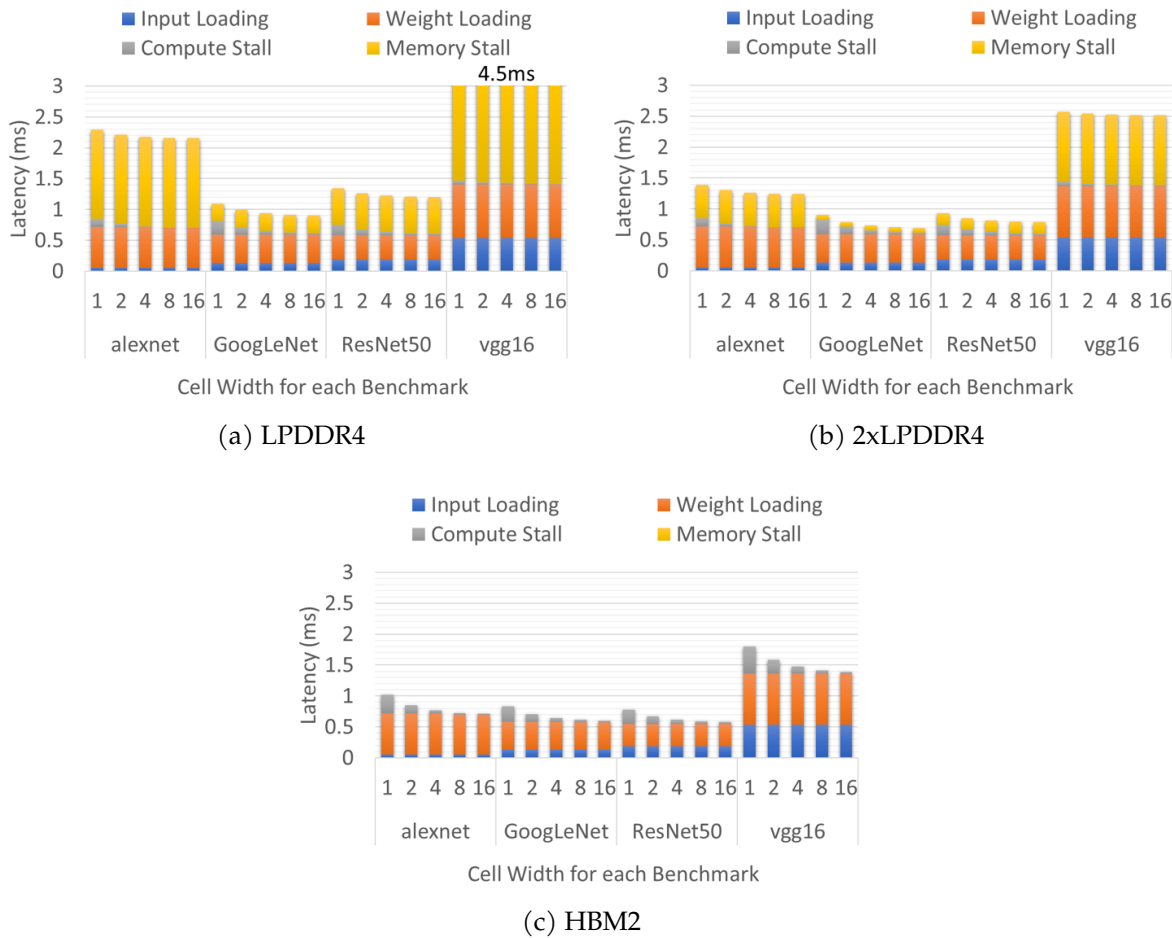 Input Loading Weight Loading
Compute Stall Memory Stall
4.5ms
Latency (ms)
3
2.5
2
1.5
1
0.5
0
1 2 4 8 16 1 2 4 8 16 1 2 4 8 16 1 2 4 8 16
alexnet GoogLeNet ResNet50 vgg16
Cell Width for each Benchmark
(a) LPDDR4
Input Loading Weight Loading
Compute Stall Memory Stall
Latency (ms)
3
2.5
2
1.5
1
0.5
0
1 2 4 8 16 1 2 4 8 16 1 2 4 8 16 1 2 4 8 16
alexnet GoogLeNet ResNet50 vgg16
Cell Width for each Benchmark
(b) 2xLPDDR4
Input Loading Weight Loading
Compute Stall Memory Stall
Latency (ms)
3
2.5
2
1.5
1
0.5
0
1 2 4 8 16 1 2 4 8 16 1 2 4 8 16 1 2 4 8 16
alexnet GoogLeNet ResNet50 vgg16
Cell Width for each Benchmark
(c) HBM2